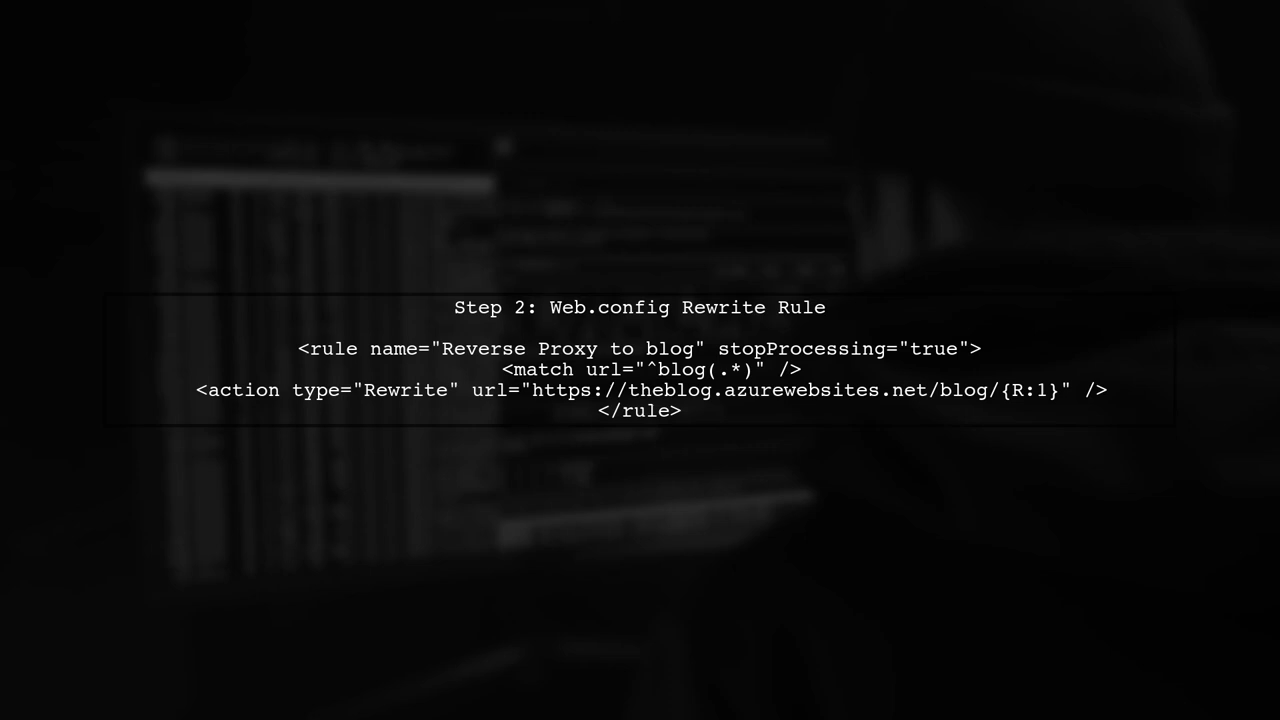 Step 2: Web.config Rewrite Rule
<rule name="Reverse Proxy to blog" stopProcessing="true">
<match url="^blog(.*)" />
<action type="Rewrite" url="https://theblog.azurewebsites.net/blog/{R:1}" />
</rule>